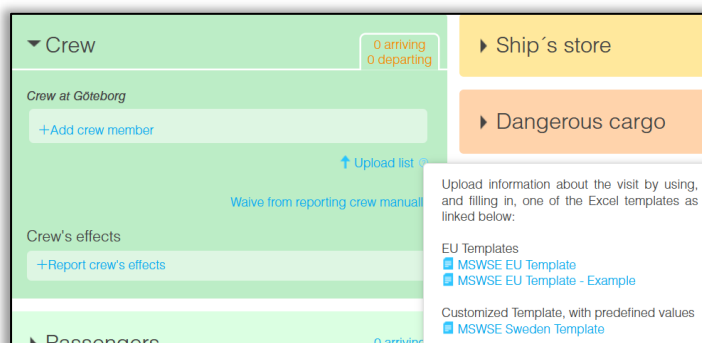 Crew
0 arriving
0 departing
Crew at Göteborg
+Add crew member
Upload list
Waive from reporting crew manuall
Crew's effects
+Report crew's effects
Passengers
0 arriving
Ship´s store
Dangerous cargo
Upload information about the visit by using,
and filling in, one of the Excel templates as
linked below:
EU Templates
MSWSE EU Template
MSWSE EU Template - Example
Customized Template, with predefined values
MSWSE Sweden Template